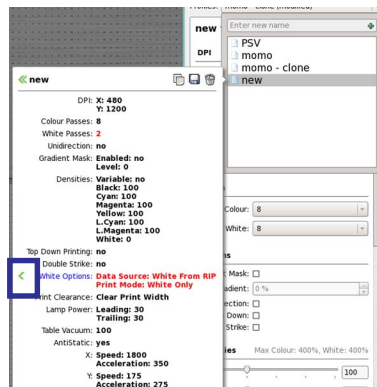 Profiles: momo - clone (modified)
new
Enter new name
DPI
PSV
momo
momo - clone
new
new
DPI: X: 480
Y: 1200
Colour Passes: 8
White Passes: 2
Unidirection: no
Gradient Mask: Enabled: no
Level: 0
Densities: Variable: no
Black: 100
Cyan: 100
Magenta: 100
Yellow: 100
L.Cyan: 100
L.Magenta: 100
White: 0
Top Down Printing: no
Double Strike: no
White Options: Data Source: White From RIP
Print Mode: White Only
Print Clearance: Clear Print Width
Lamp Power: Leading: 30
Trailing: 30
Table Vacuum: 100
AntiStatic: yes
X: Speed: 1800
Acceleration: 350
Y: Speed: 175
Acceleration: 275
Colour: 8
White: 8
Mask:
adient: 0 %
ection:
Down:
Strike:
ies Max Colour: 400%, White: 400%
100